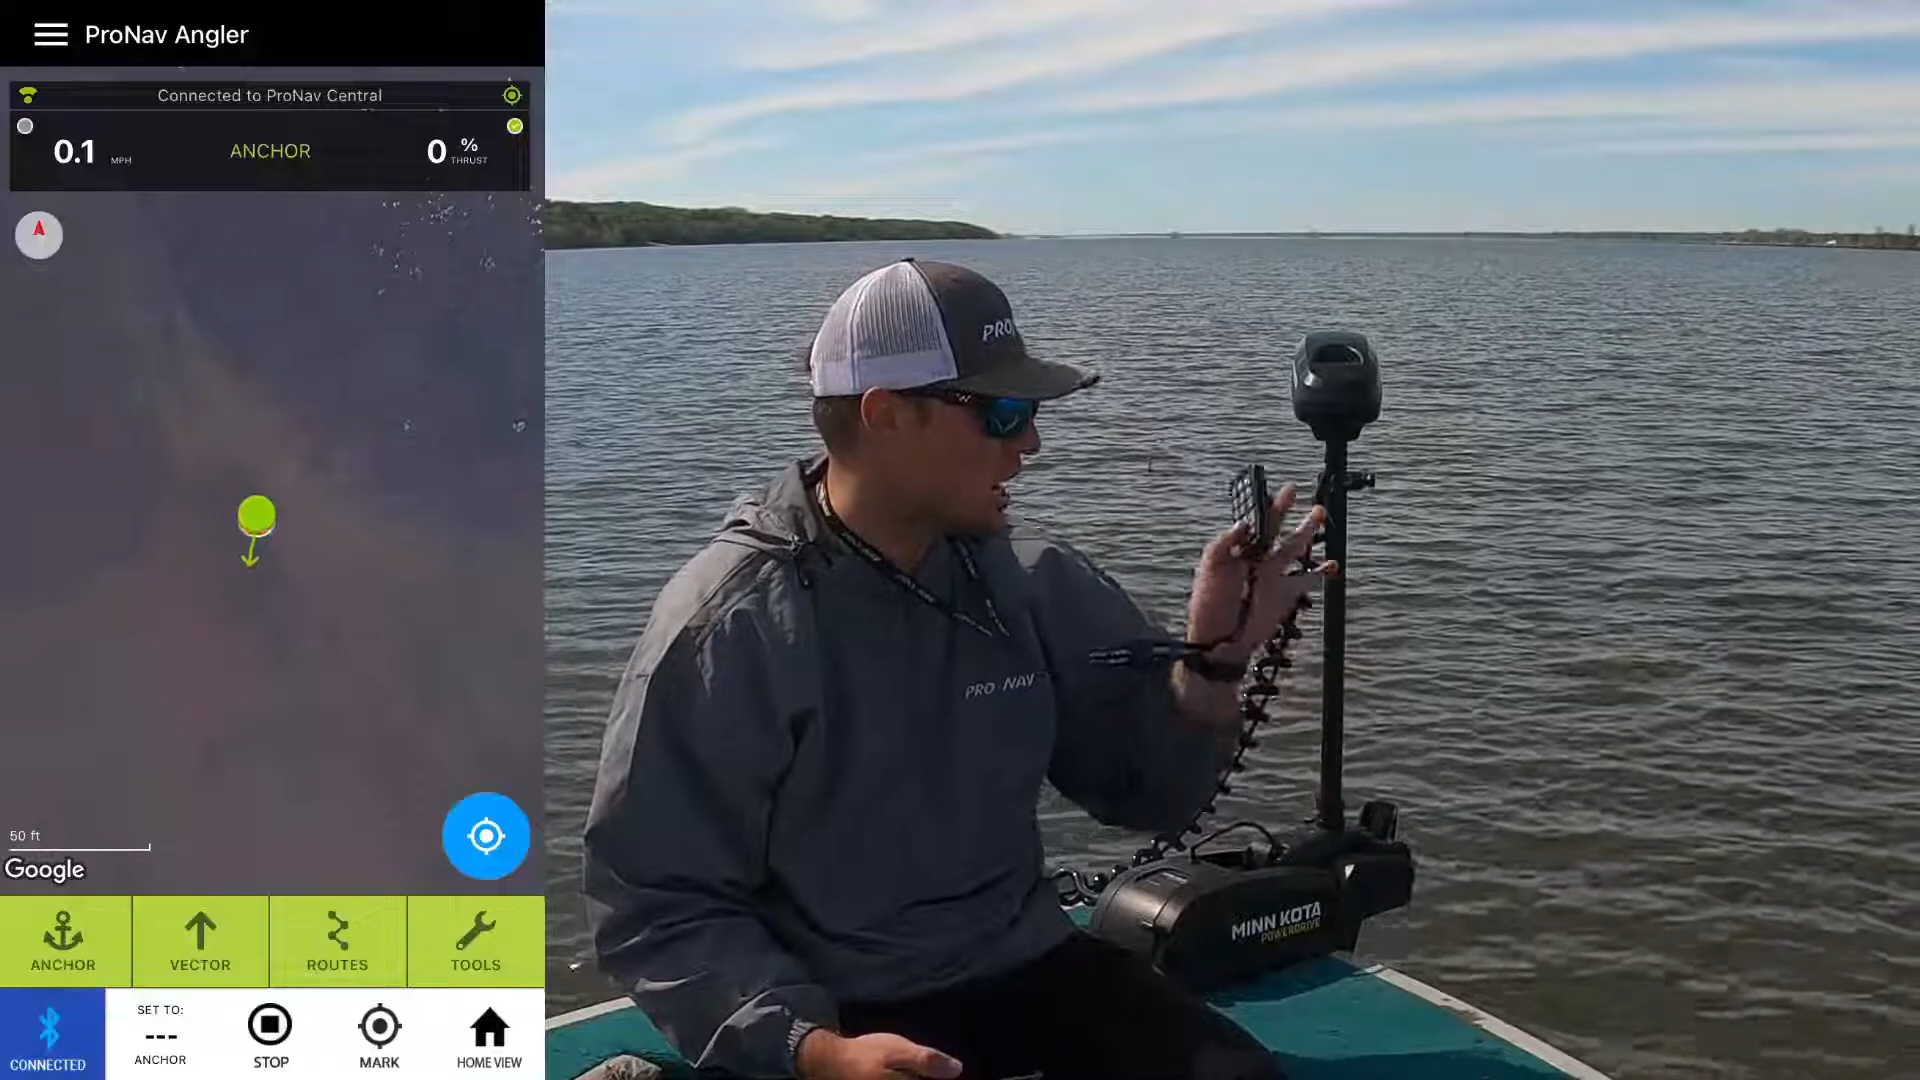 ProNav Angler
Connected to ProNav Central
0.1 MPH
ANCHOR
0 % THRUST
50 ft
Google
ANCHOR
VECTOR
ROUTES
TOOLS
CONNECTED
SET TO:
---
ANCHOR
STOP
MARK
HOME VIEW
PRO
PRO NAV
MINN KOTA
POWERDRIVE